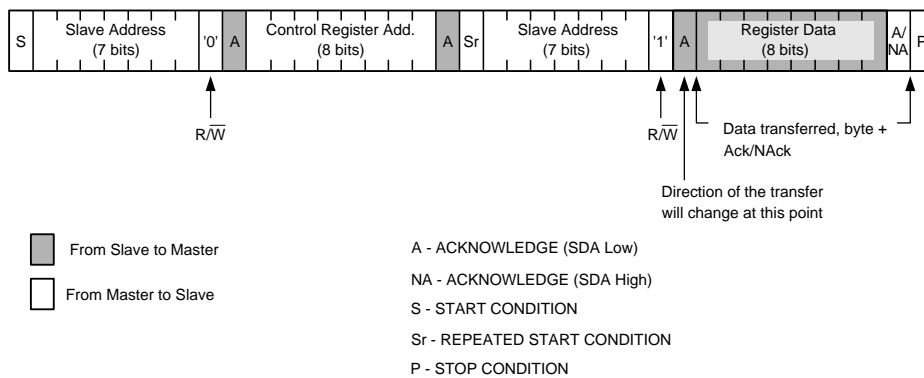 S Slave Address '0' A Control Register Add. A Sr Slave Address '1' A Register Data A/ P
(7 bits) (8 bits) (7 bits) (8 bits) NA
R/W̅ R/W̅ Data transferred, byte +
Ack/NAck
Direction of the transfer
will change at this point
From Slave to Master
From Master to Slave
A - ACKNOWLEDGE (SDA Low)
NA - ACKNOWLEDGE (SDA High)
S - START CONDITION
Sr - REPEATED START CONDITION
P - STOP CONDITION